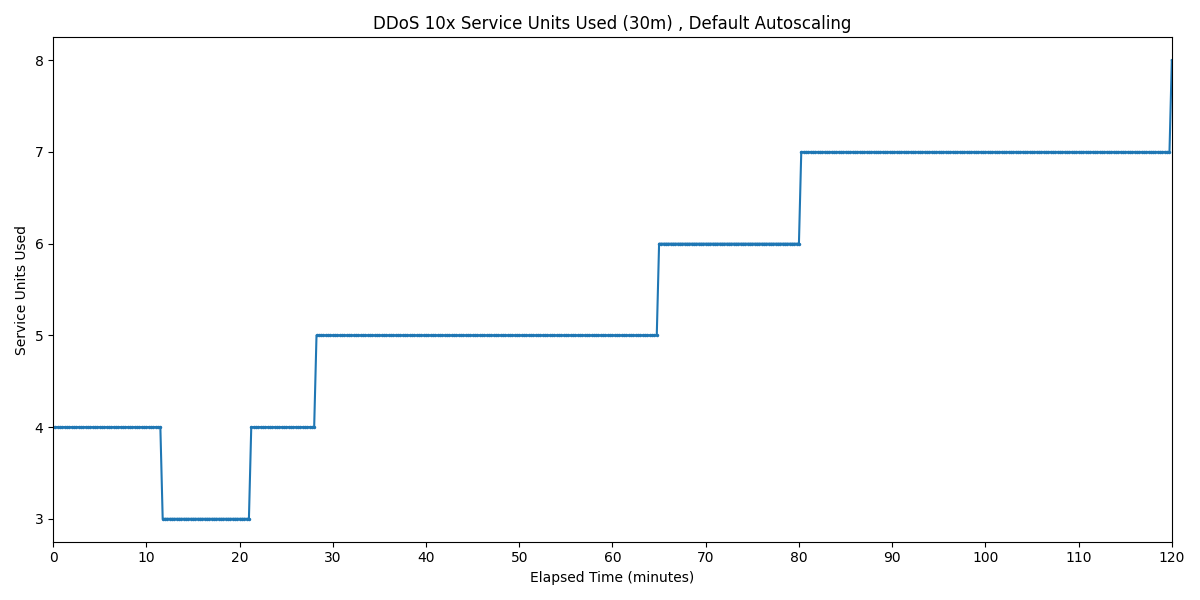 DDoS 10x Service Units Used (30m) , Default Autoscaling
Service Units Used
8
7
6
5
4
3
0 10 20 30 40 50 60 70 80 90 100 110 120
Elapsed Time (minutes)